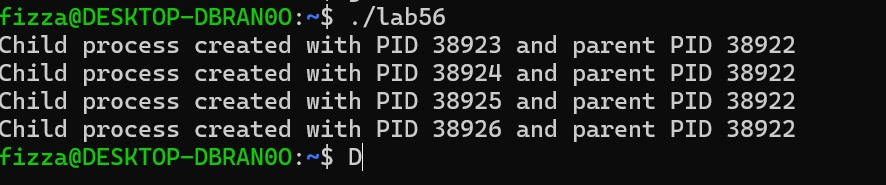 fizza@DESKTOP-DBRAN0O:~$ ./lab56
Child process created with PID 38923 and parent PID 38922
Child process created with PID 38924 and parent PID 38922
Child process created with PID 38925 and parent PID 38922
Child process created with PID 38926 and parent PID 38922
fizza@DESKTOP-DBRAN0O:~$ D